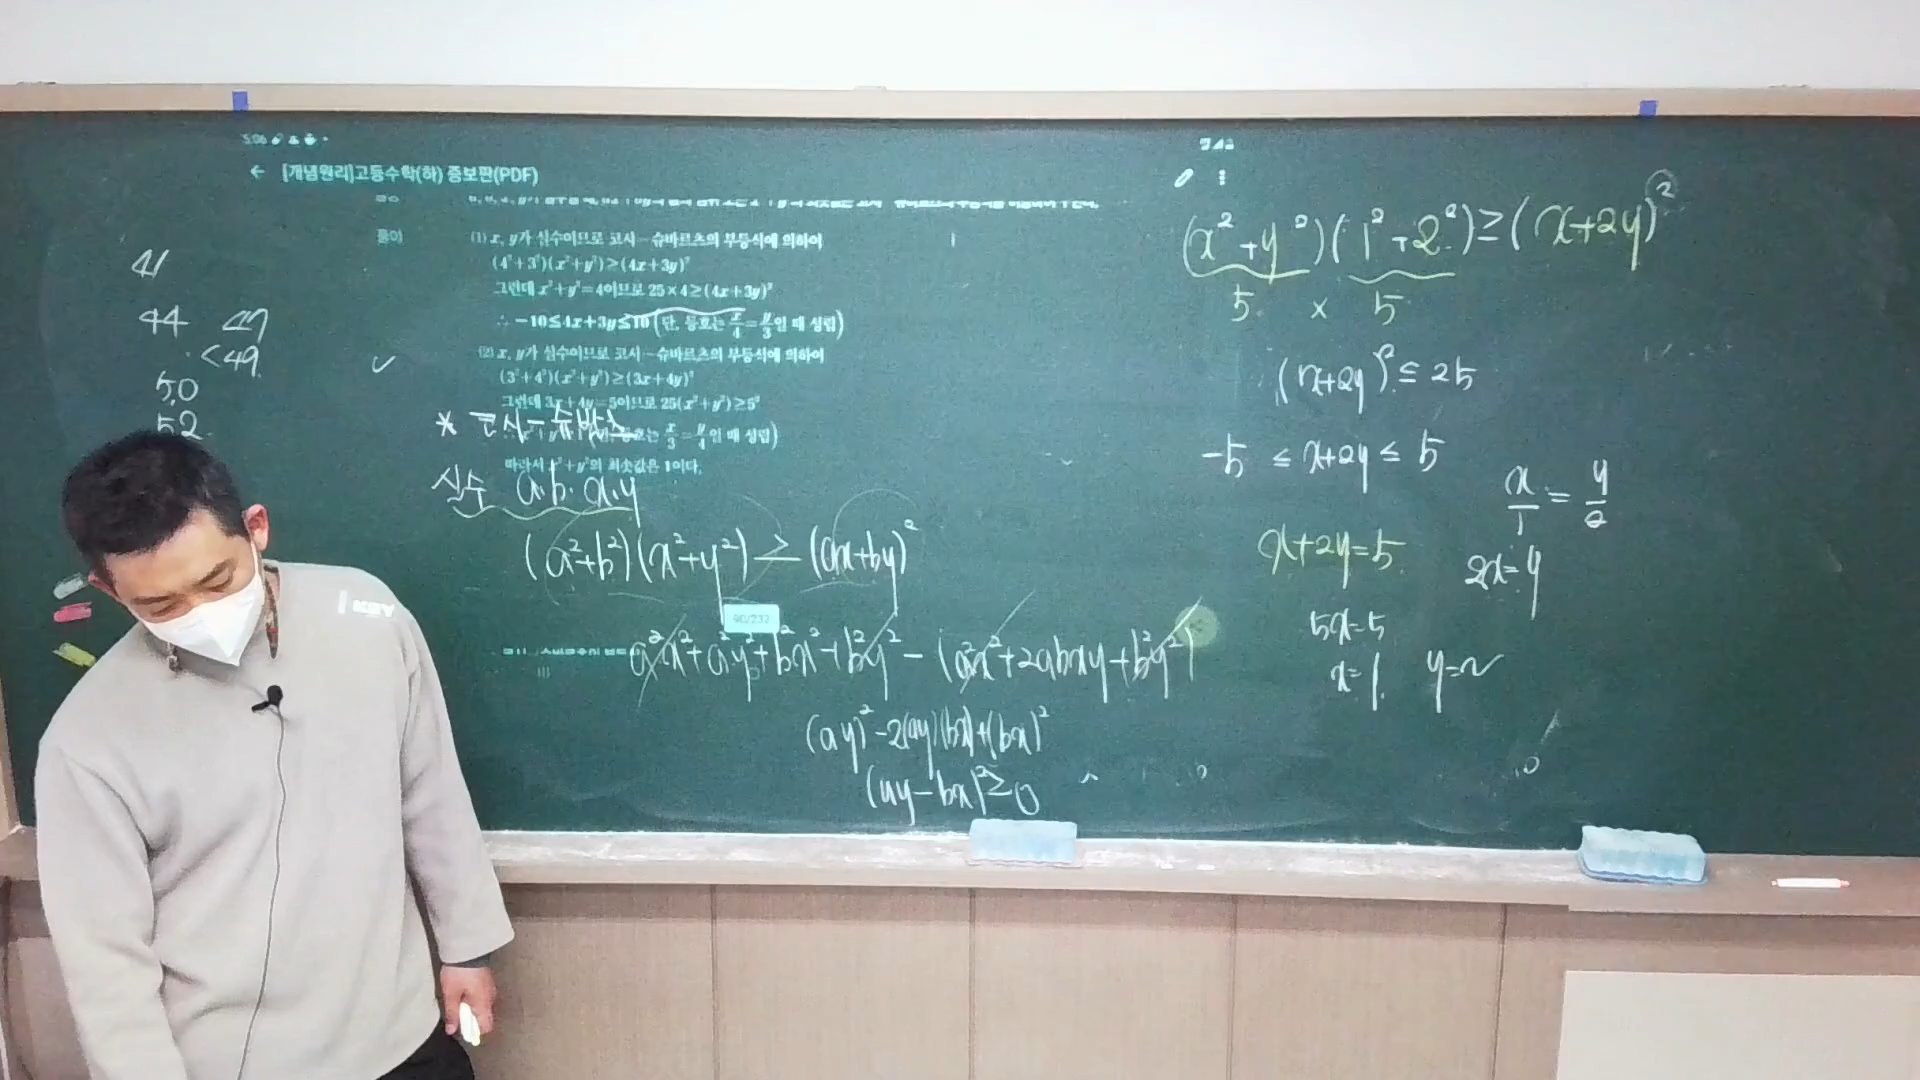 5:06
← [개념원리]고등수학(하) 증보판(PDF)
풀이
(1) x, y가 실수이므로 코시-슈바르츠의 부등식에 의하여
(4²+3²)(x²+y²)≥(4x+3y)²
그런데 x²+y²=4이므로 25×4≥(4x+3y)²
∴ -10≤4x+3y≤10 (단, 등호는 x/4=y/3일 때 성립)
(2) x, y가 실수이므로 코시-슈바르츠의 부등식에 의하여
(3²+4²)(x²+y²)≥(3x+4y)²
그런데 3x+4y=5이므로 25(x²+y²)≥5²
등호는 x/3=y/4일 때 성립)
따라서 x²+y²의 최솟값은 1이다.
90/232
41
44
<49
50
52
* 코시-슈바르츠
실수 a.b.x.y
(a²+b²)(x²+y²) ≥ (ax+by)²
a²x²+a²y²+b²x²+b²y² - (a²x²+2abxy+b²y²)
(ay)²-2(ay)(bx)+(bx)²
(ay-bx)²≥0
(x²+y²)(1²+2²)≥(x+2y)²
5 × 5
(x+2y)²≤25
-5 ≤ x+2y ≤ 5
x/1 = y/2
x+2y=5
2x=y
5x=5
x=1 y=2